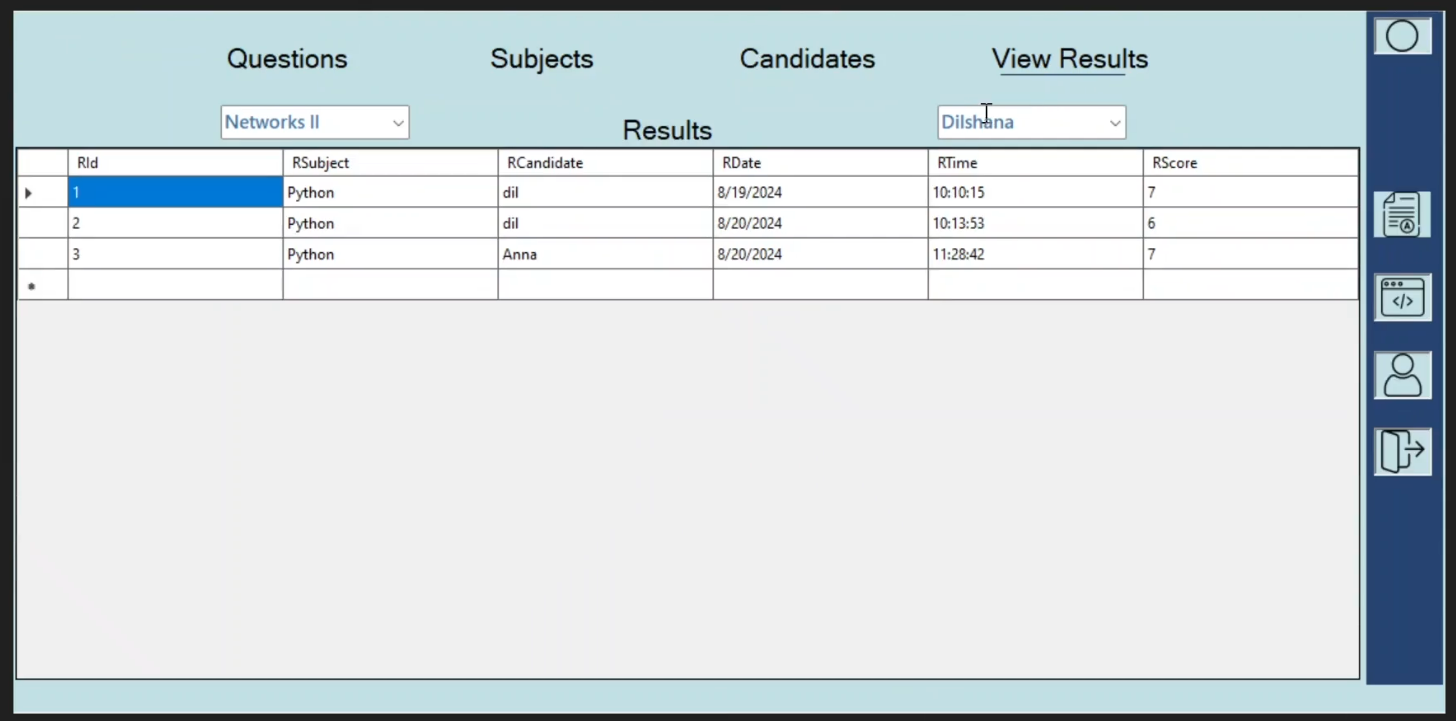 Questions Subjects Candidates View Results
Networks II Results Dilshana
RId RSubject RCandidate RDate RTime RScore
1 Python dil 8/19/2024 10:10:15 7
2 Python dil 8/20/2024 10:13:53 6
3 Python Anna 8/20/2024 11:28:42 7